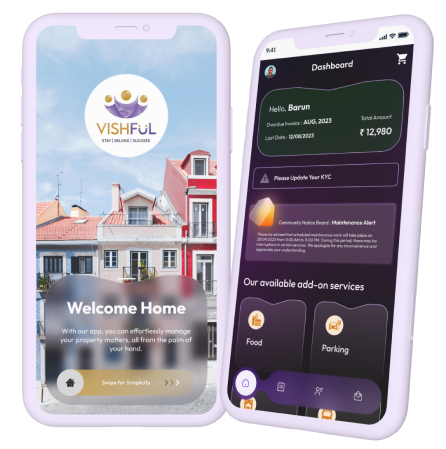 VISHFUL
STAY | BELONG | SUCCEED
Welcome Home
With our app, you can effortlessly manage
your property matters, all from the palm of
your hand.
Swipe for Simplicity
9:41
Dashboard
Hello, Barun
Overdue Invoice : AUG, 2023
Last Date : 12/08/2023
Total Amount
₹ 12,980
Please Update Your KYC
Community Notice Board : Maintenance Alert
Please be advised that scheduled maintenance work will take place on
28/09/2023 from 11:00 AM to 5:00 PM. During this period, there may be
interruptions in certain services. We apologize for any inconvenience and
appreciate your understanding.
Our available add-on services
Food
Parking